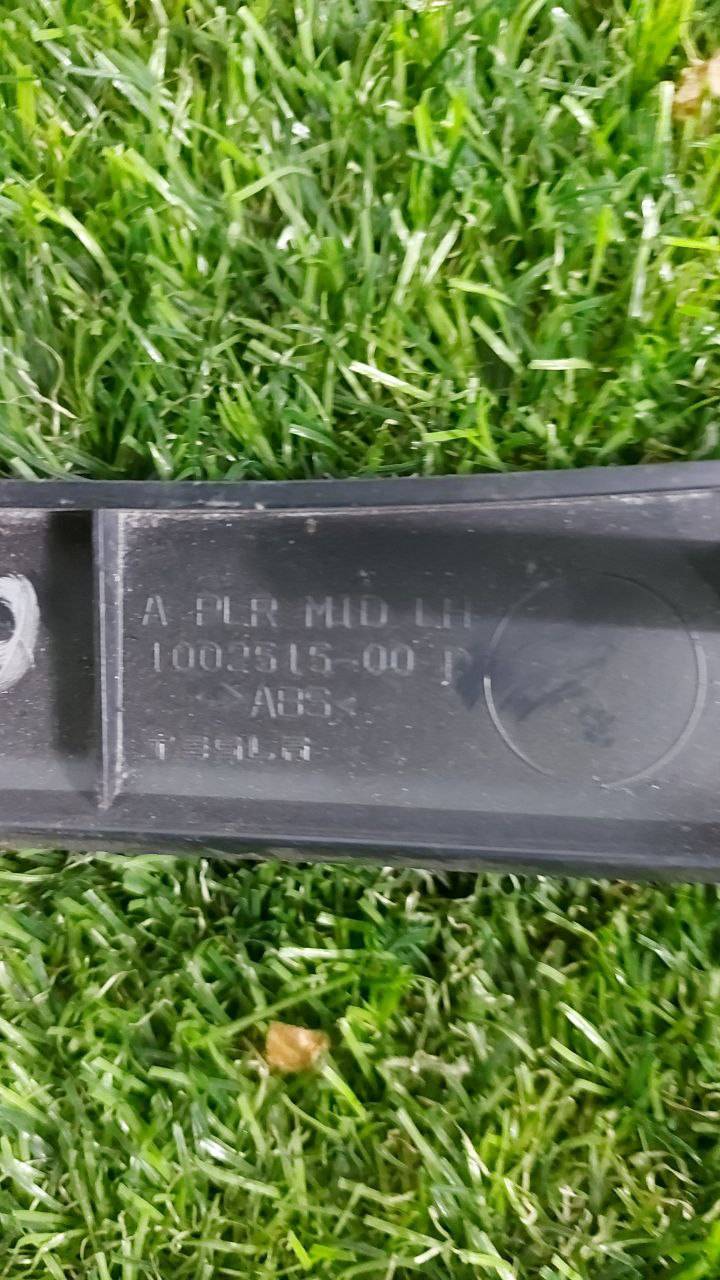 A PLR MID LH
1002515-00
>ABS<
TESLA